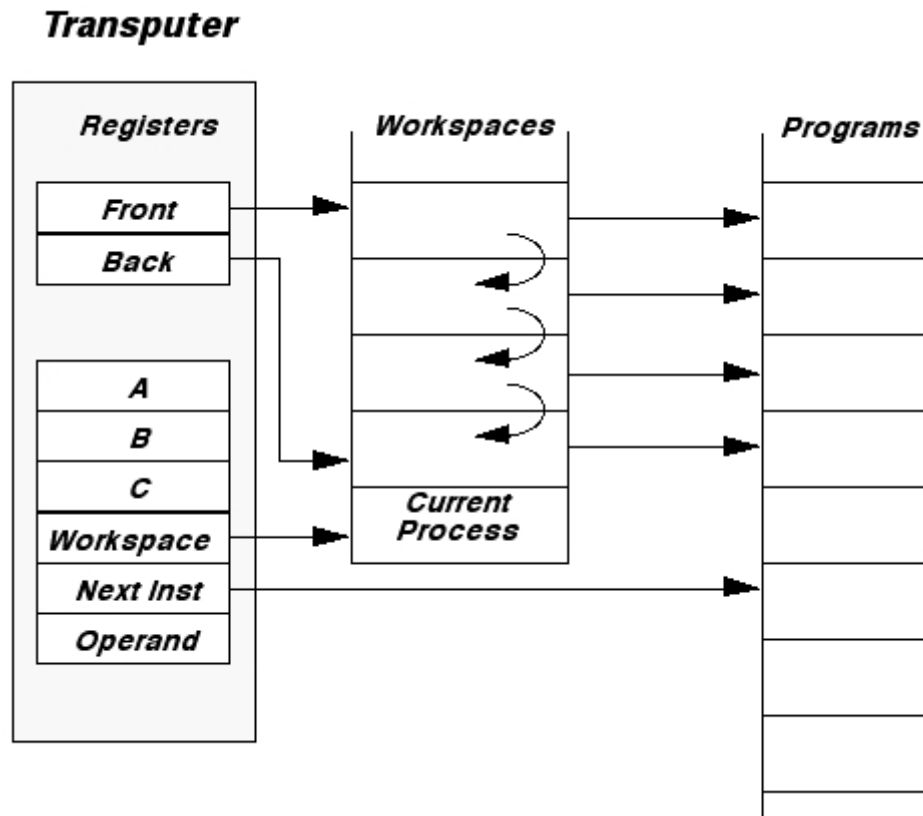 Transputer
Registers
Workspaces
Programs
Front
Back
A
B
C
Current
Process
Workspace
Next Inst
Operand